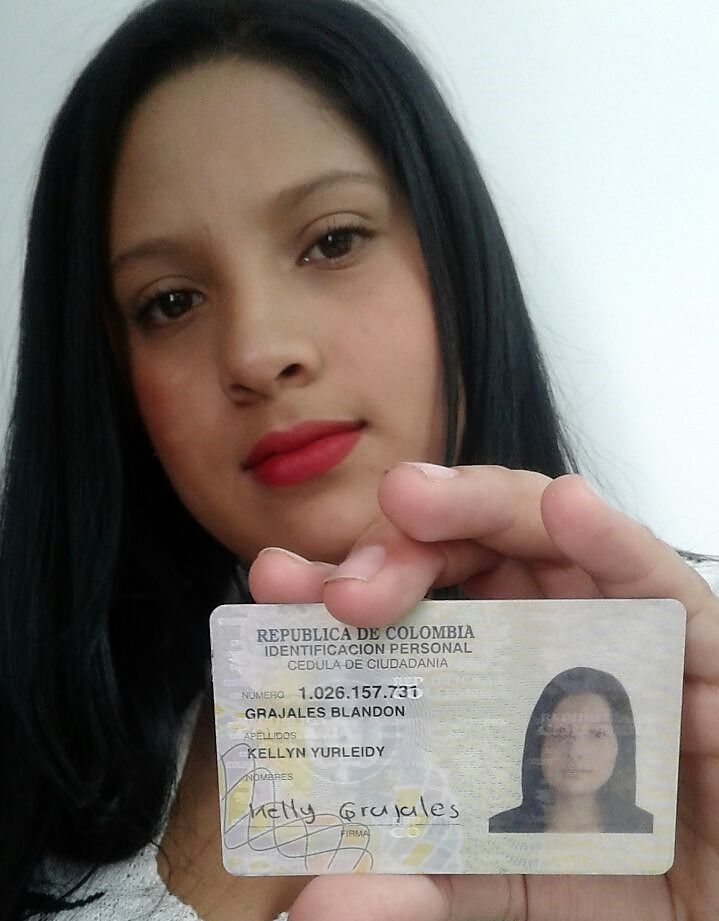 REPUBLICA DE COLOMBIA
IDENTIFICACION PERSONAL
CEDULA DE CIUDADANIA
NUMERO 1.026.157.731
GRAJALES BLANDON
APELLIDOS
KELLYN YURLEIDY
NOMBRES
Kelly Grajales
FIRMA